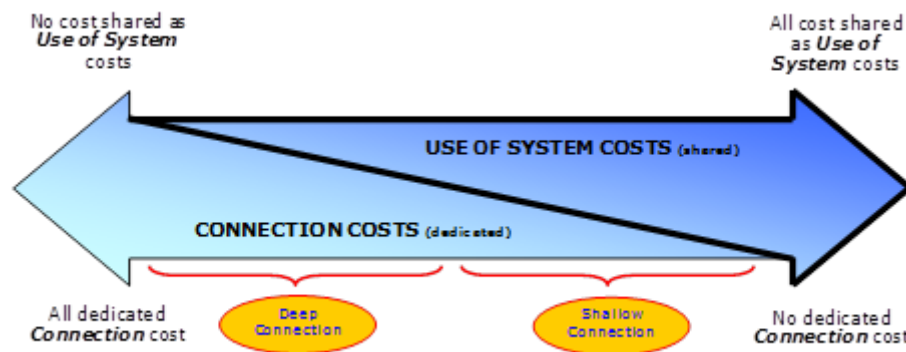 No cost shared as
Use of System
costs
All cost shared
as Use of
System costs
USE OF SYSTEM COSTS (shared)
CONNECTION COSTS (dedicated)
Deep
Connection
Shallow
Connection
All dedicated
Connection cost
No dedicated
Connection cost